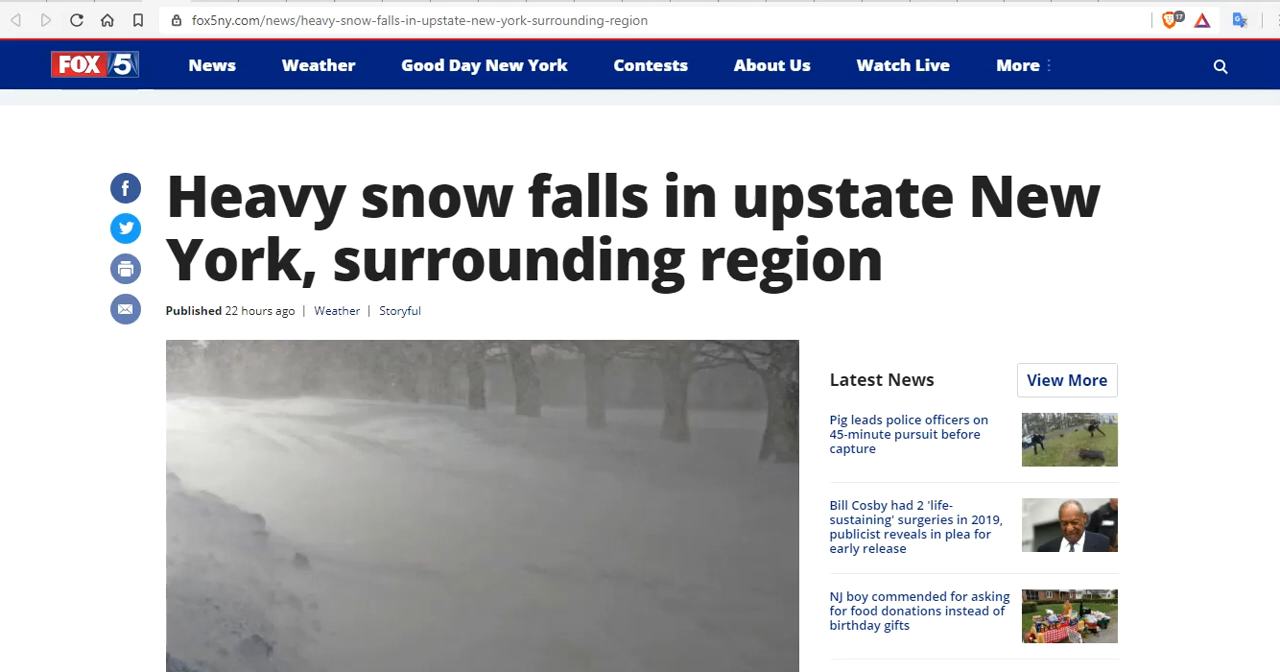 fox5ny.com/news/heavy-snow-falls-in-upstate-new-york-surrounding-region
17
FOX 5
News
Weather
Good Day New York
Contests
About Us
Watch Live
More
Heavy snow falls in upstate New
York, surrounding region
Published 22 hours ago | Weather | Storyful
Latest News
View More
Pig leads police officers on
45-minute pursuit before
capture
Bill Cosby had 2 'life-
sustaining' surgeries in 2019,
publicist reveals in plea for
early release
NJ boy commended for asking
for food donations instead of
birthday gifts